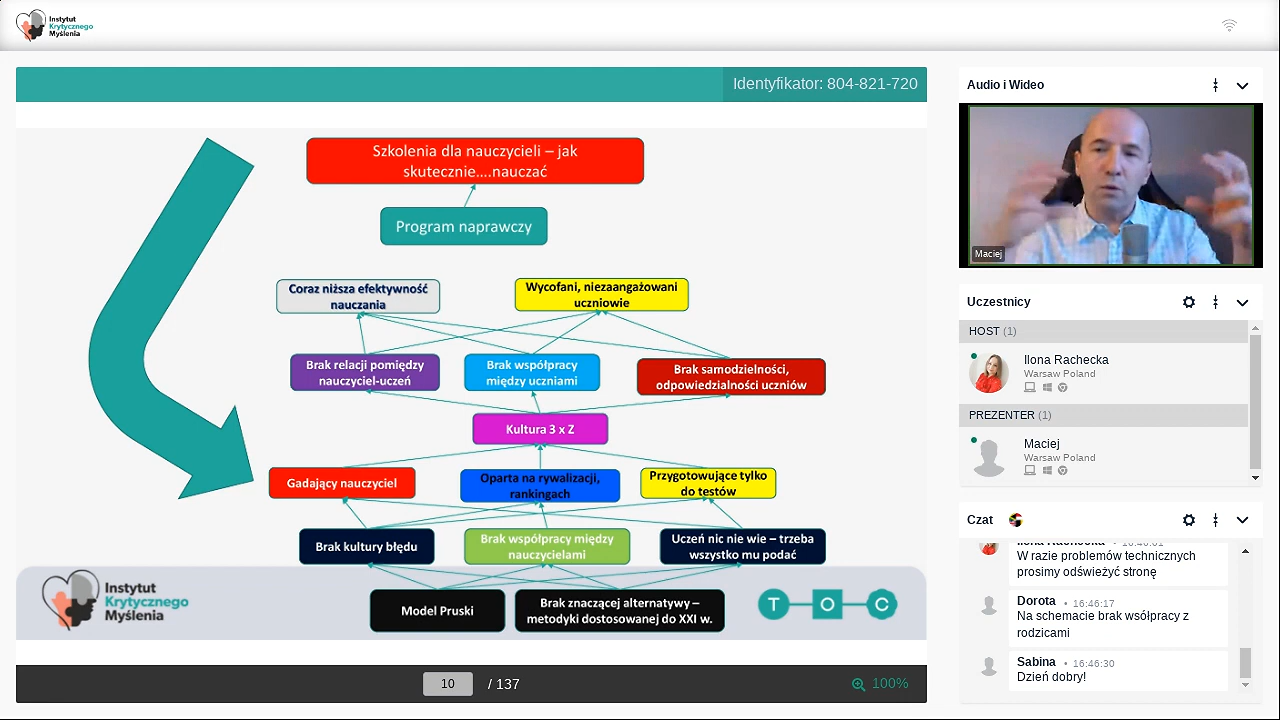 Instytut
Krytycznego
Myślenia
Identyfikator: 804-821-720
Szkolenia dla nauczycieli – jak
skutecznie....nauczać
Program naprawczy
Coraz niższa efektywność
nauczania
Wycofani, niezaangażowani
uczniowie
Brak relacji pomiędzy
nauczyciel-uczeń
Brak współpracy
między uczniami
Brak samodzielności,
odpowiedzialności uczniów
Kultura 3 x Z
Gadający nauczyciel
Oparta na rywalizacji,
rankingach
Przygotowujące tylko
do testów
Brak kultury błędu
Brak współpracy między
nauczycielami
Uczeń nic nie wie – trzeba
wszystko mu podać
Model Pruski
Brak znaczącej alternatywy –
metodyki dostosowanej do XXI w.
Instytut
Krytycznego
Myślenia
T O C
10 / 137
100%
Audio i Wideo
Maciej
Uczestnicy
HOST (1)
Ilona Rachecka
Warsaw Poland
PREZENTER (1)
Maciej
Warsaw Poland
Czat
Ilona Rachecka • 16:46:01
W razie problemów technicznych
prosimy odświeżyć stronę
Dorota • 16:46:17
Na schemacie brak wsółpracy z
rodzicami
Sabina • 16:46:30
Dzień dobry!